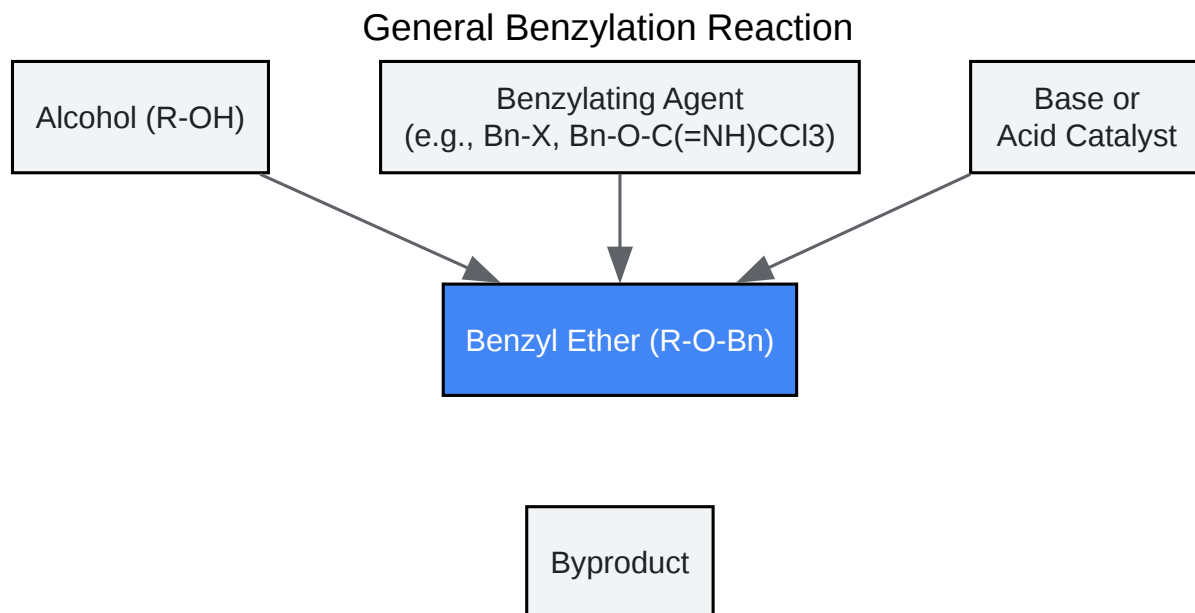 General Benzylation Reaction
Alcohol (R-OH)
Benzylating Agent
(e.g., Bn-X, Bn-O-C(=NH)CCl3)
Base or
Acid Catalyst
Benzyl Ether (R-O-Bn)
Byproduct